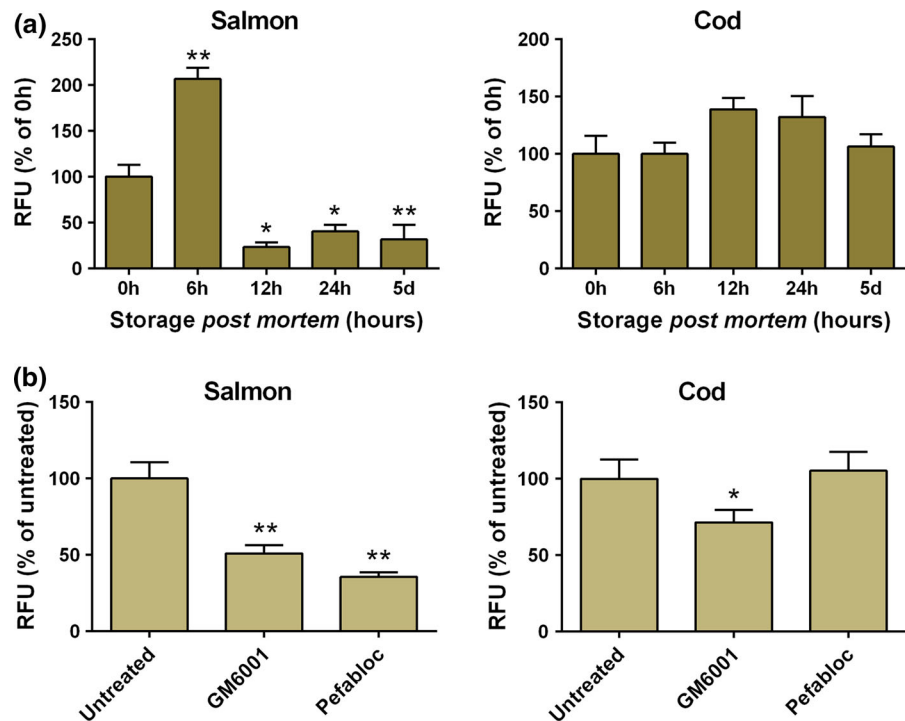 (a)
Salmon
RFU (% of 0h)
250
200
150
100
50
0
**
*
*
**
0h 6h 12h 24h 5d
Storage post mortem (hours)
Cod
RFU (% of 0h)
200
150
100
50
0
0h 6h 12h 24h 5d
Storage post mortem (hours)
(b)
Salmon
RFU (% of untreated)
150
100
50
0
**
**
Untreated
GM6001
Pefabloc
Cod
RFU (% of untreated)
150
100
50
0
*
Untreated
GM6001
Pefabloc